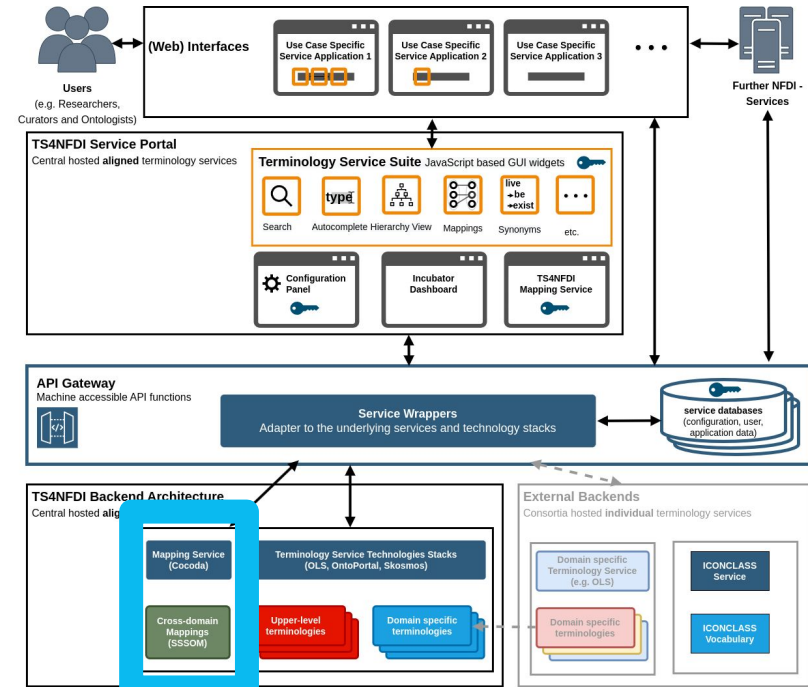 (Web) Interfaces
Use Case Specific
Service Application 1
Use Case Specific
Service Application 2
Use Case Specific
Service Application 3
Users
(e.g. Researchers,
Curators and Ontologists)
Further NFDI -
Services
TS4NFDI Service Portal
Central hosted aligned terminology services
Terminology Service Suite JavaScript based GUI widgets
type
live
be
exist
Search
Autocomplete
Hierarchy View
Mappings
Synonyms
etc.
Configuration
Panel
Incubator
Dashboard
TS4NFDI
Mapping Service
API Gateway
Machine accessible API functions
Service Wrappers
Adapter to the underlying services and technology stacks
service databases
(configuration, user,
application data)
TS4NFDI Backend Architecture
Central hosted
Mapping Service
(Cocoda)
Terminology Service Technologies Stacks
(OLS, OntoPortal, Skosmos)
Cross-domain
Mappings
(SSSOM)
Upper-level
terminologies
Domain specific
terminologies
External Backends
Consortia hosted individual terminology services
Domain specific
Terminology Service
(e.g. OLS)
Domain specific
terminologies
ICONCLASS
Service
ICONCLASS
Vocabulary